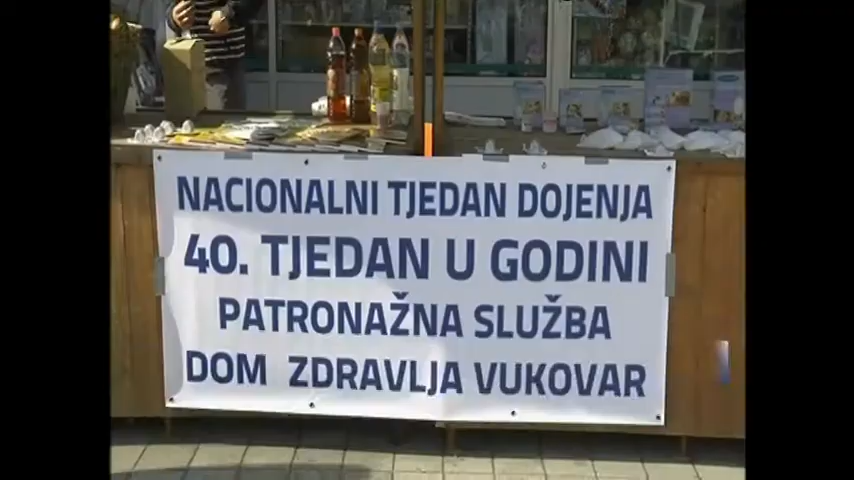 NACIONALNI TJEDAN DOJENJA
40. TJEDAN U GODINI
PATRONAŽNA SLUŽBA
DOM ZDRAVLJA VUKOVAR